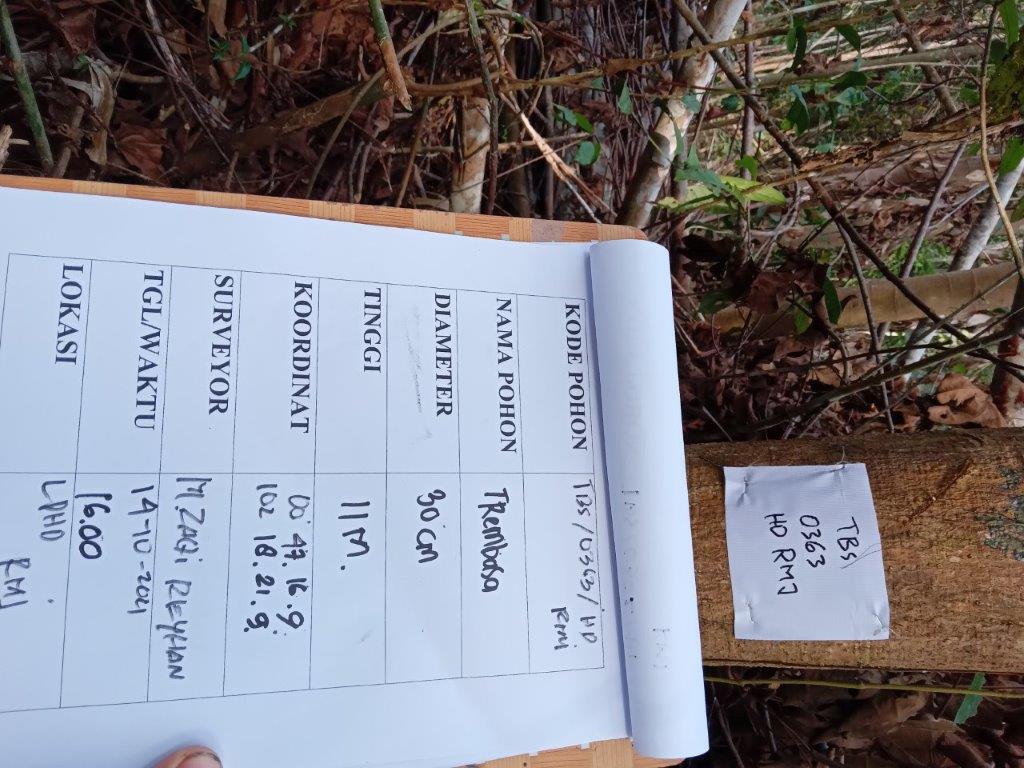 TBS
0363
HD RMJ
KODE POHON TBS/0363/HD
RMJ
NAMA POHON TRembasa
DIAMETER 30 cm
TINGGI 11 M.
KOORDINAT 00 47. 16.9.
102 18.21.9.
SURVEYOR M.ZAQi REYHAN
TGL/WAKTU 14-10-2021
16.00
LOKASI LDHD
RMJ